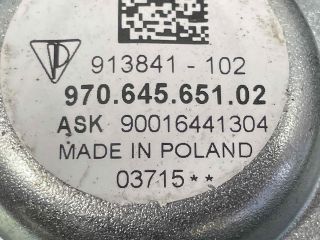 913841 - 102
970.645.651.02
ASK 90016441304
MADE IN POLAND
03715**